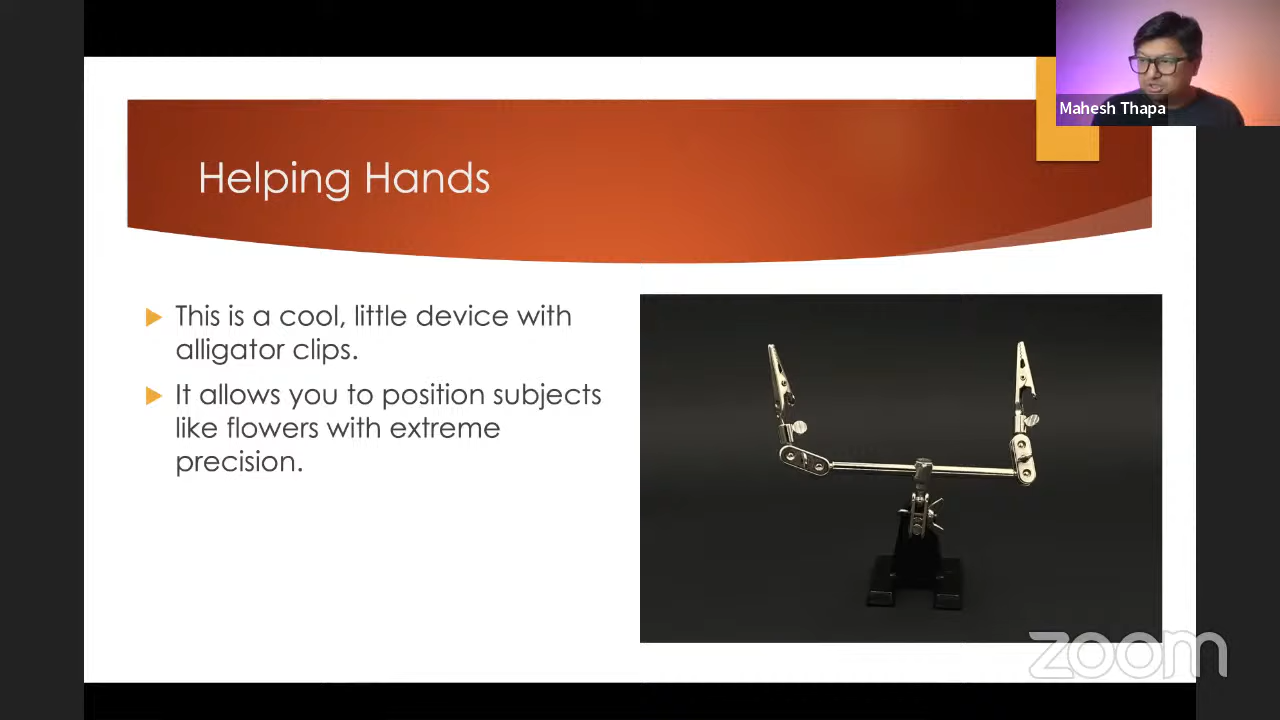 Mahesh Thapa
Helping Hands
This is a cool, little device with
alligator clips.
It allows you to position subjects
like flowers with extreme
precision.
zoom